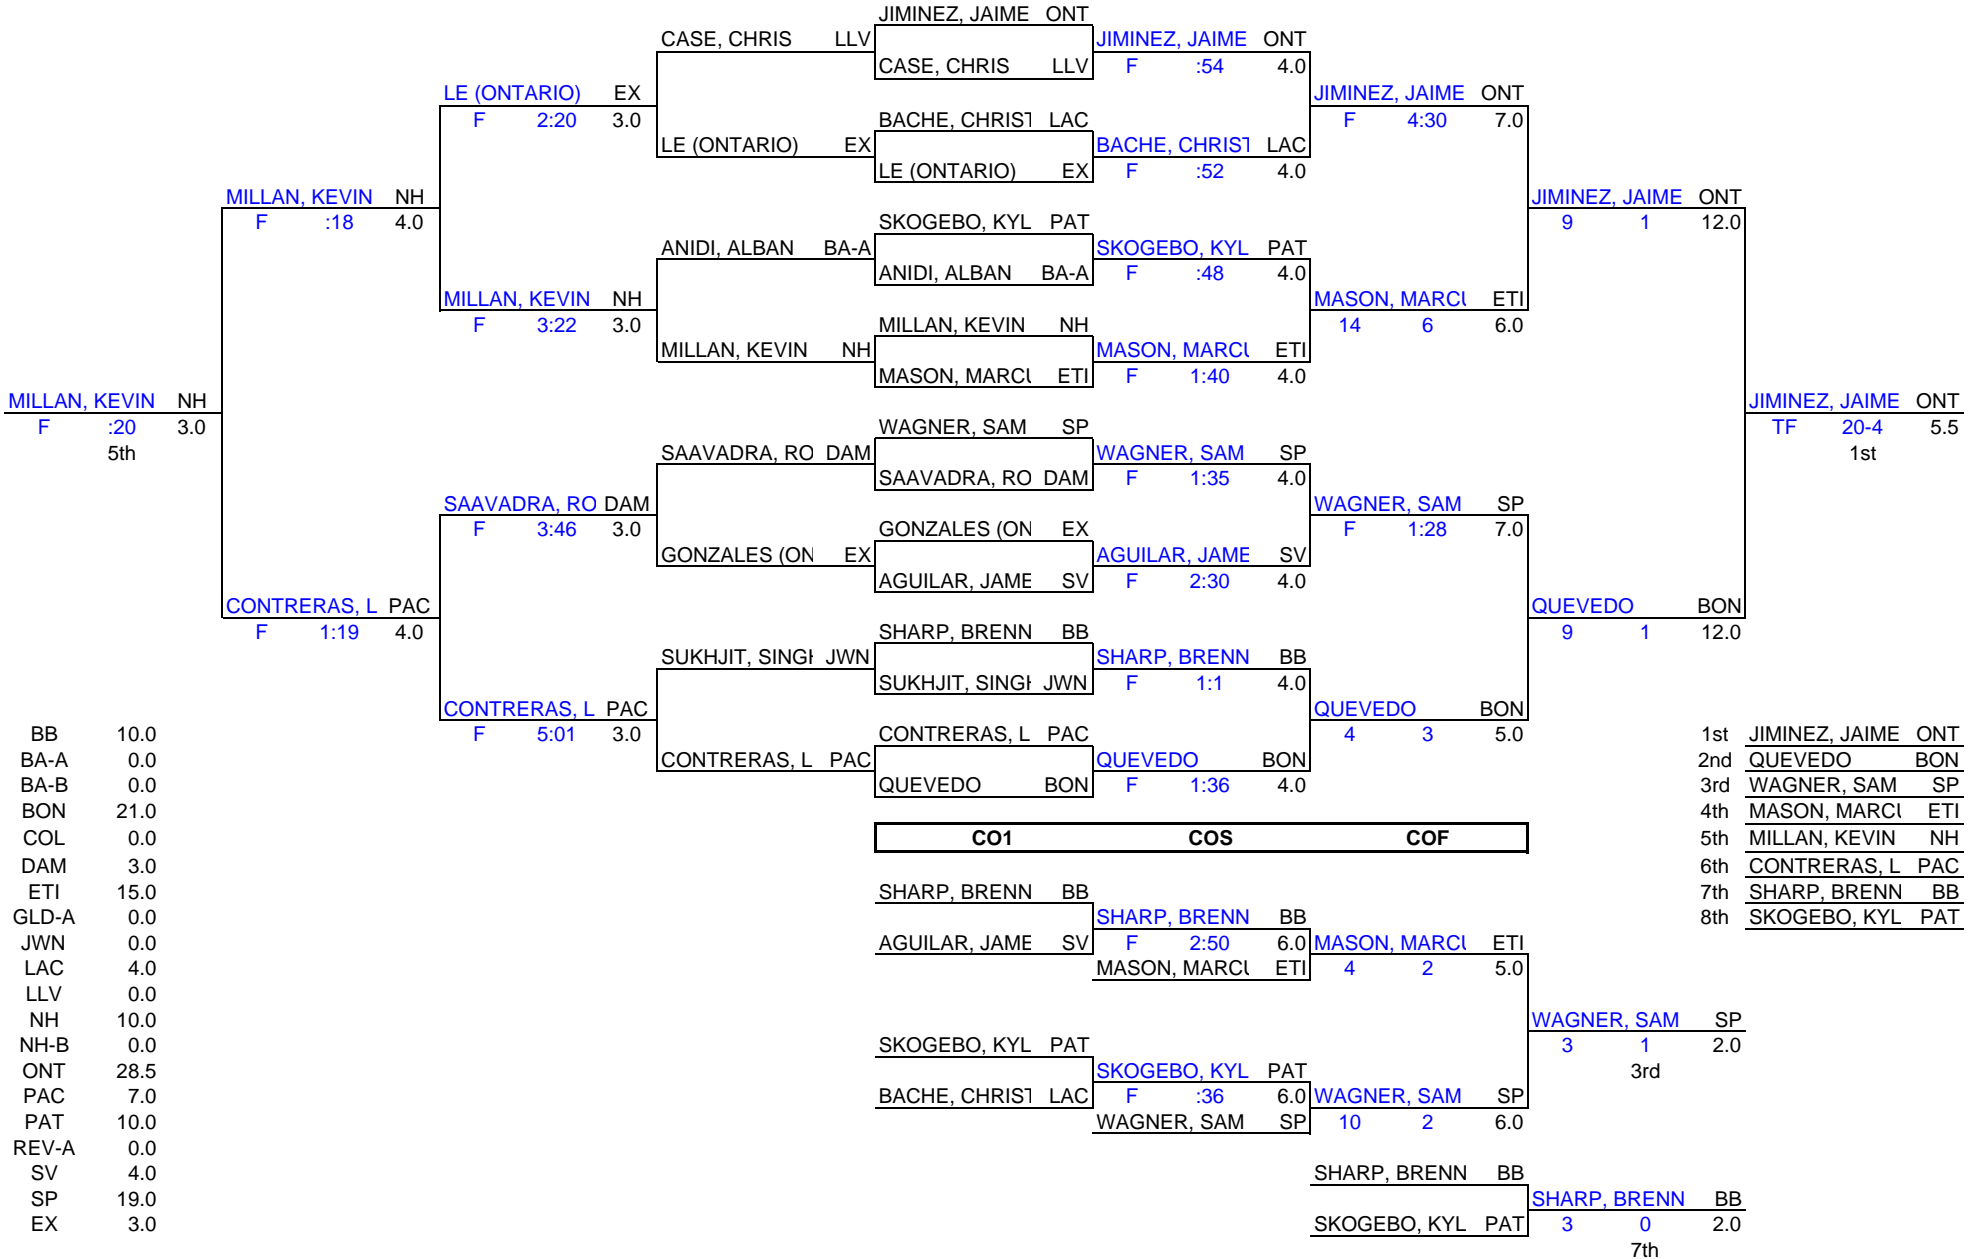 JIMINEZ, JAIME ONT
CASE, CHRIS LLV JIMINEZ, JAIME ONT
CASE, CHRIS LLV F :54 4.0
LE (ONTARIO) EX JIMINEZ, JAIME ONT
F 2:20 3.0 BACHE, CHRIST LAC F 4:30 7.0
LE (ONTARIO) EX BACHE, CHRIST LAC
LE (ONTARIO) EX F :52 4.0
MILLAN, KEVIN NH JIMINEZ, JAIME ONT
F :18 4.0 SKOGEBO, KYL PAT 9 1 12.0
ANIDI, ALBAN BA-A SKOGEBO, KYL PAT
ANIDI, ALBAN BA-A F :48 4.0
MILLAN, KEVIN NH MASON, MARCU ETI
F 3:22 3.0 MILLAN, KEVIN NH 14 6 6.0
MILLAN, KEVIN NH MASON, MARCU ETI
MASON, MARCU ETI F 1:40 4.0
MILLAN, KEVIN NH JIMINEZ, JAIME ONT
F :20 3.0 WAGNER, SAM SP TF 20-4 5.5
5th SAAVADRA, RO DAM WAGNER, SAM SP 1st
SAAVADRA, RO DAM F 1:35 4.0
SAAVADRA, RO DAM WAGNER, SAM SP
F 3:46 3.0 GONZALES (ON EX F 1:28 7.0
GONZALES (ON EX AGUILAR, JAME SV
AGUILAR, JAME SV F 2:30 4.0
CONTRERAS, L PAC QUEVEDO BON
F 1:19 4.0 SHARP, BRENN BB 9 1 12.0
SUKHJIT, SINGH JWN SHARP, BRENN BB
SUKHJIT, SINGH JWN F 1:1 4.0
CONTRERAS, L PAC QUEVEDO BON
BB 10.0 F 5:01 3.0 CONTRERAS, L PAC 4 3 5.0 1st JIMINEZ, JAIME ONT
BA-A 0.0 CONTRERAS, L PAC QUEVEDO BON 2nd QUEVEDO BON
BA-B 0.0 QUEVEDO BON F 1:36 4.0 3rd WAGNER, SAM SP
BON 21.0 4th MASON, MARCU ETI
COL 0.0 CO1 COS COF 5th MILLAN, KEVIN NH
DAM 3.0 6th CONTRERAS, L PAC
ETI 15.0 SHARP, BRENN BB 7th SHARP, BRENN BB
GLD-A 0.0 SHARP, BRENN BB 8th SKOGEBO, KYL PAT
JWN 0.0 AGUILAR, JAME SV F 2:50 6.0 MASON, MARCU ETI
LAC 4.0 MASON, MARCU ETI 4 2 5.0
LLV 0.0
NH 10.0 WAGNER, SAM SP
NH-B 0.0 SKOGEBO, KYL PAT 3 1 2.0
ONT 28.5 SKOGEBO, KYL PAT 3rd
PAC 7.0 BACHE, CHRIST LAC F :36 6.0 WAGNER, SAM SP
PAT 10.0 WAGNER, SAM SP 10 2 6.0
REV-A 0.0
SV 4.0 SHARP, BRENN BB
SP 19.0 SHARP, BRENN BB
EX 3.0 SKOGEBO, KYL PAT 3 0 2.0
7th